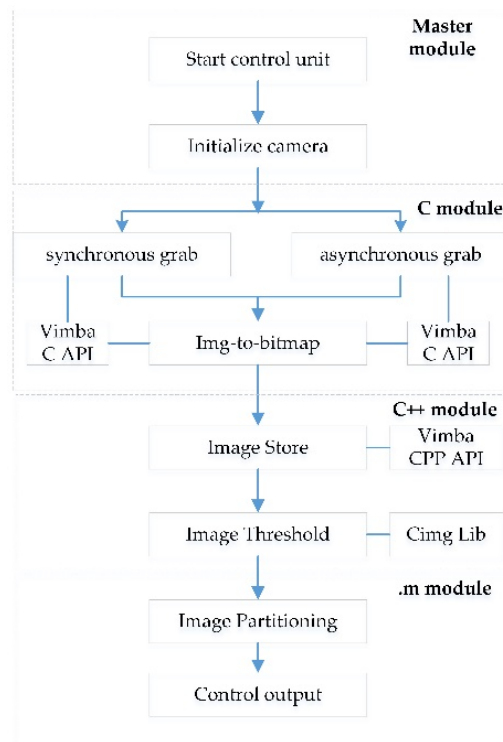 Master
module
Start control unit
Initialize camera
C module
synchronous grab
asynchronous grab
Vimba
C API
Img-to-bitmap
Vimba
C API
C++ module
Image Store
Vimba
CPP API
Image Threshold
Cimg Lib
.m module
Image Partitioning
Control output